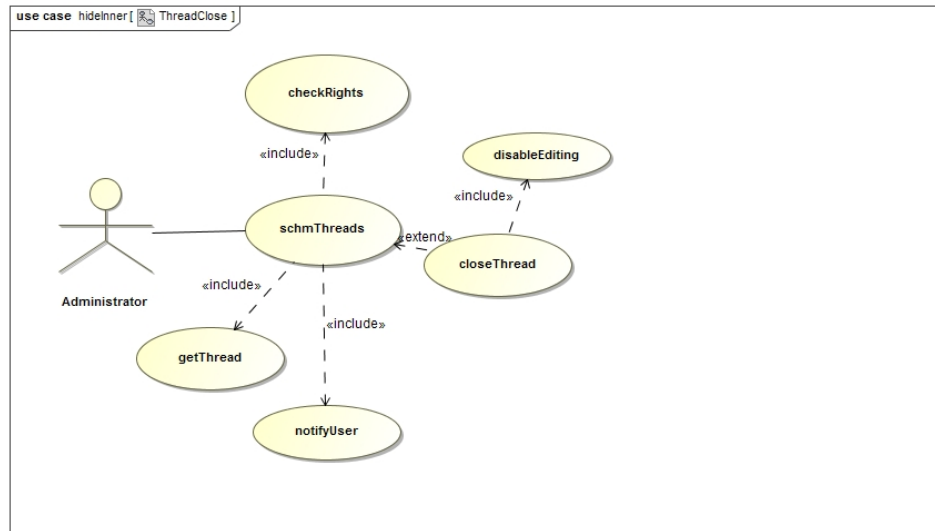 use case hideInner [ ThreadClose ]
checkRights
«include»
disableEditing
«include»
schmThreads
«extend»
closeThread
Administrator
«include»
«include»
getThread
notifyUser